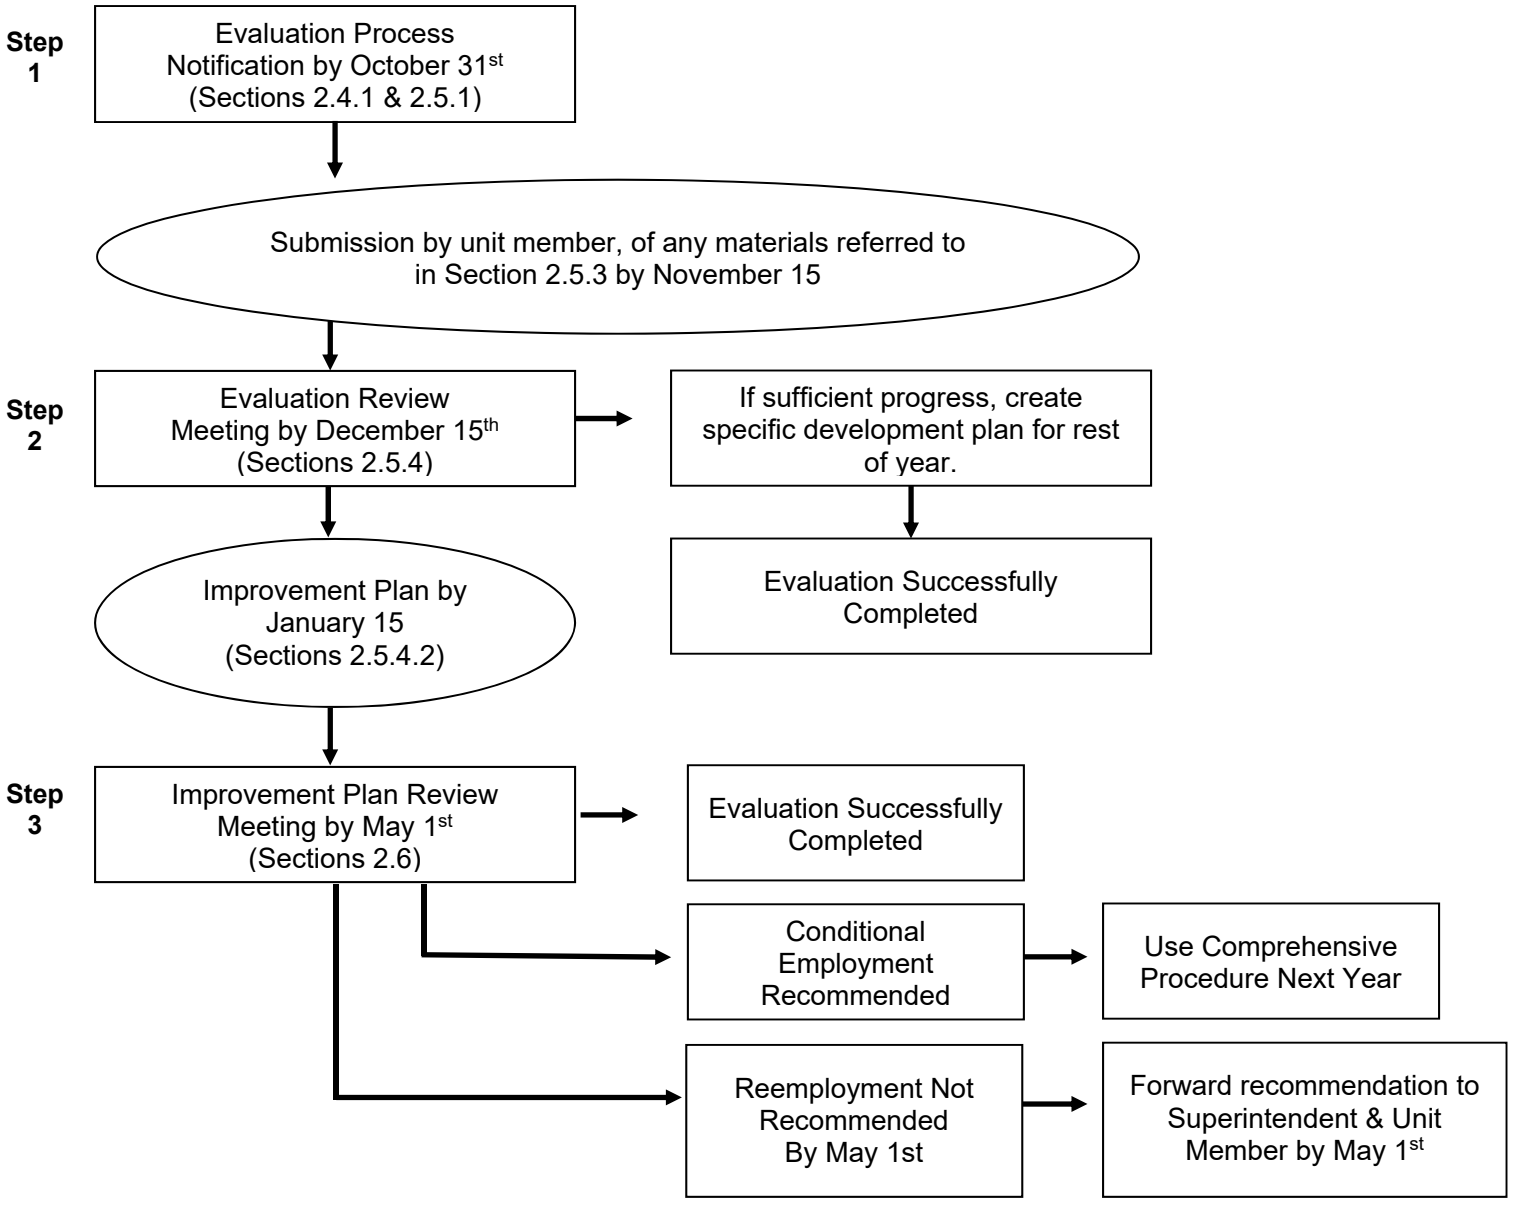 Step
1
Evaluation Process
Notification by October 31st
(Sections 2.4.1 & 2.5.1)
Submission by unit member, of any materials referred to
in Section 2.5.3 by November 15
Step
2
Evaluation Review
Meeting by December 15th
(Sections 2.5.4)
If sufficient progress, create
specific development plan for rest
of year.
Improvement Plan by
January 15
(Sections 2.5.4.2)
Evaluation Successfully
Completed
Step
3
Improvement Plan Review
Meeting by May 1st
(Sections 2.6)
Evaluation Successfully
Completed
Conditional
Employment
Recommended
Use Comprehensive
Procedure Next Year
Reemployment Not
Recommended
By May 1st
Forward recommendation to
Superintendent & Unit
Member by May 1st